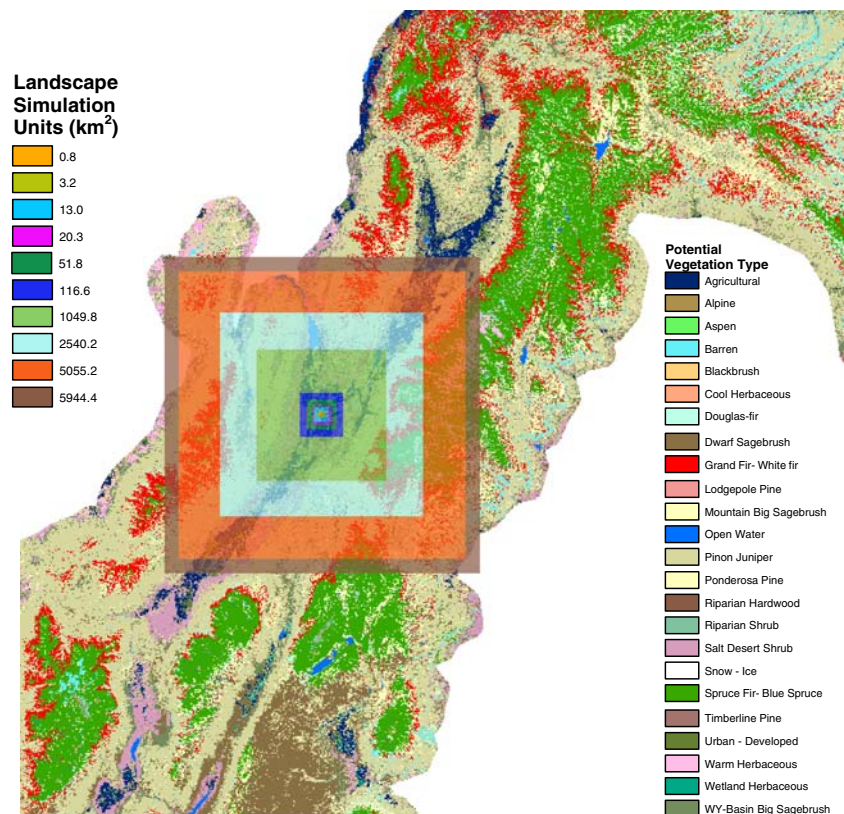 Landscape
Simulation
Units (km²)
0.8
3.2
13.0
20.3
51.8
116.6
1049.8
2540.2
5055.2
5944.4
Potential
Vegetation Type
Agricultural
Alpine
Aspen
Barren
Blackbrush
Cool Herbaceous
Douglas-fir
Dwarf Sagebrush
Grand Fir- White fir
Lodgepole Pine
Mountain Big Sagebrush
Open Water
Pinon Juniper
Ponderosa Pine
Riparian Hardwood
Riparian Shrub
Salt Desert Shrub
Snow - Ice
Spruce Fir- Blue Spruce
Timberline Pine
Urban - Developed
Warm Herbaceous
Wetland Herbaceous
WY-Basin Big Sagebrush